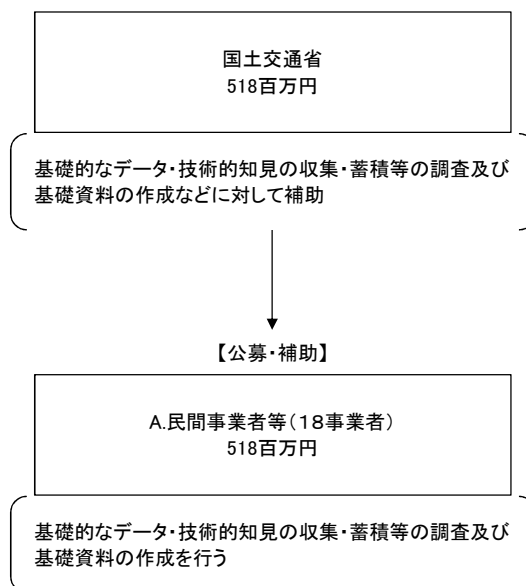 国土交通省
518百万円
基礎的なデータ・技術的知見の収集・蓄積等の調査及び
基礎資料の作成などに対して補助
【公募・補助】
A.民間事業者等(１８事業者)
518百万円
基礎的なデータ・技術的知見の収集・蓄積等の調査及び
基礎資料の作成を行う